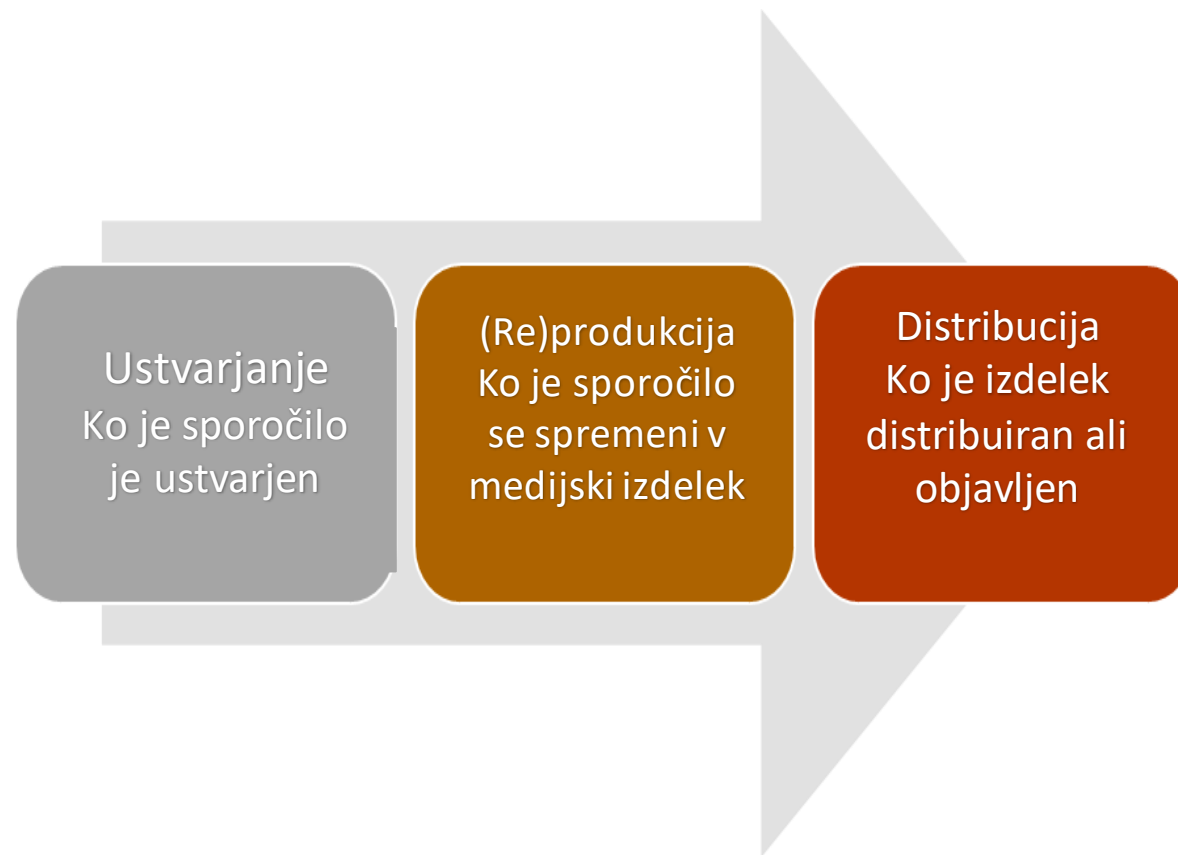 Ustvarjanje
Ko je sporočilo
je ustvarjen
(Re)produkcija
Ko je sporočilo
se spremeni v
medijski izdelek
Distribucija
Ko je izdelek
distribuiran ali
objavljen